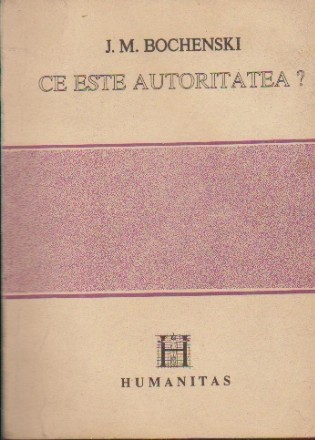 J. M. BOCHENSKI
CE ESTE AUTORITATEA ?
H
HUMANITAS